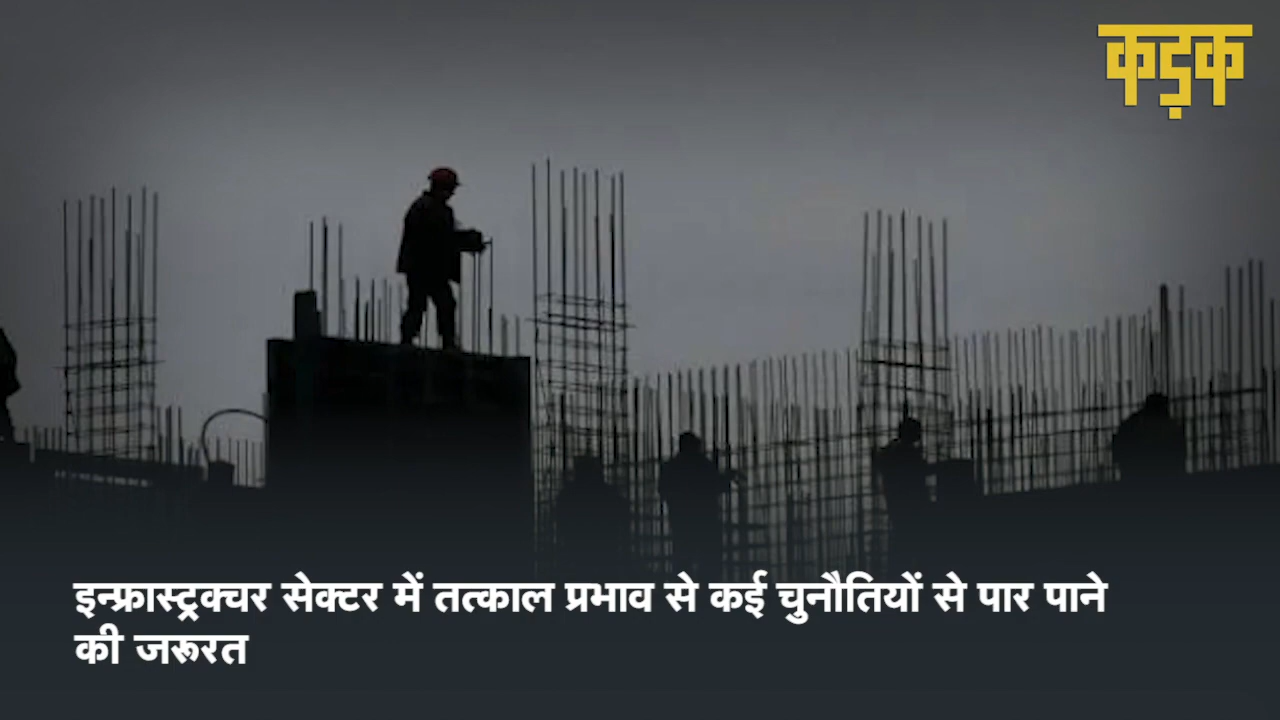 कड़क
इन्फ्रास्ट्रक्चर सेक्टर में तत्काल प्रभाव से कई चुनौतियों से पार पाने
की जरूरत